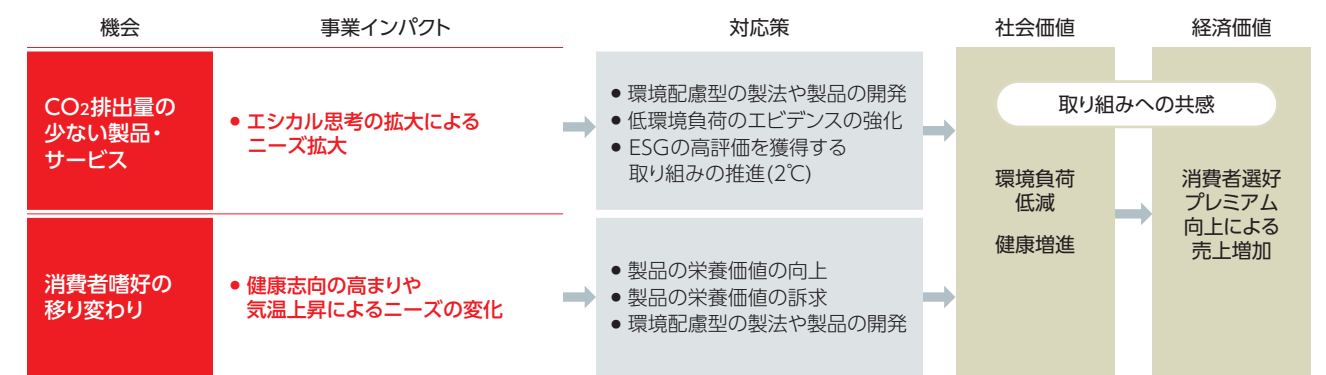 機会
事業インパクト
対応策
社会価値
経済価値
CO₂排出量の
少ない製品・
サービス
• エシカル思考の拡大による
ニーズ拡大
• 環境配慮型の製法や製品の開発
• 低環境負荷のエビデンスの強化
• ESGの高評価を獲得する
取り組みの推進(2℃)
消費者嗜好の
移り変わり
• 健康志向の高まりや
気温上昇によるニーズの変化
• 製品の栄養価値の向上
• 製品の栄養価値の訴求
• 環境配慮型の製法や製品の開発
取り組みへの共感
環境負荷
低減
健康増進
消費者選好
プレミアム
向上による
売上増加